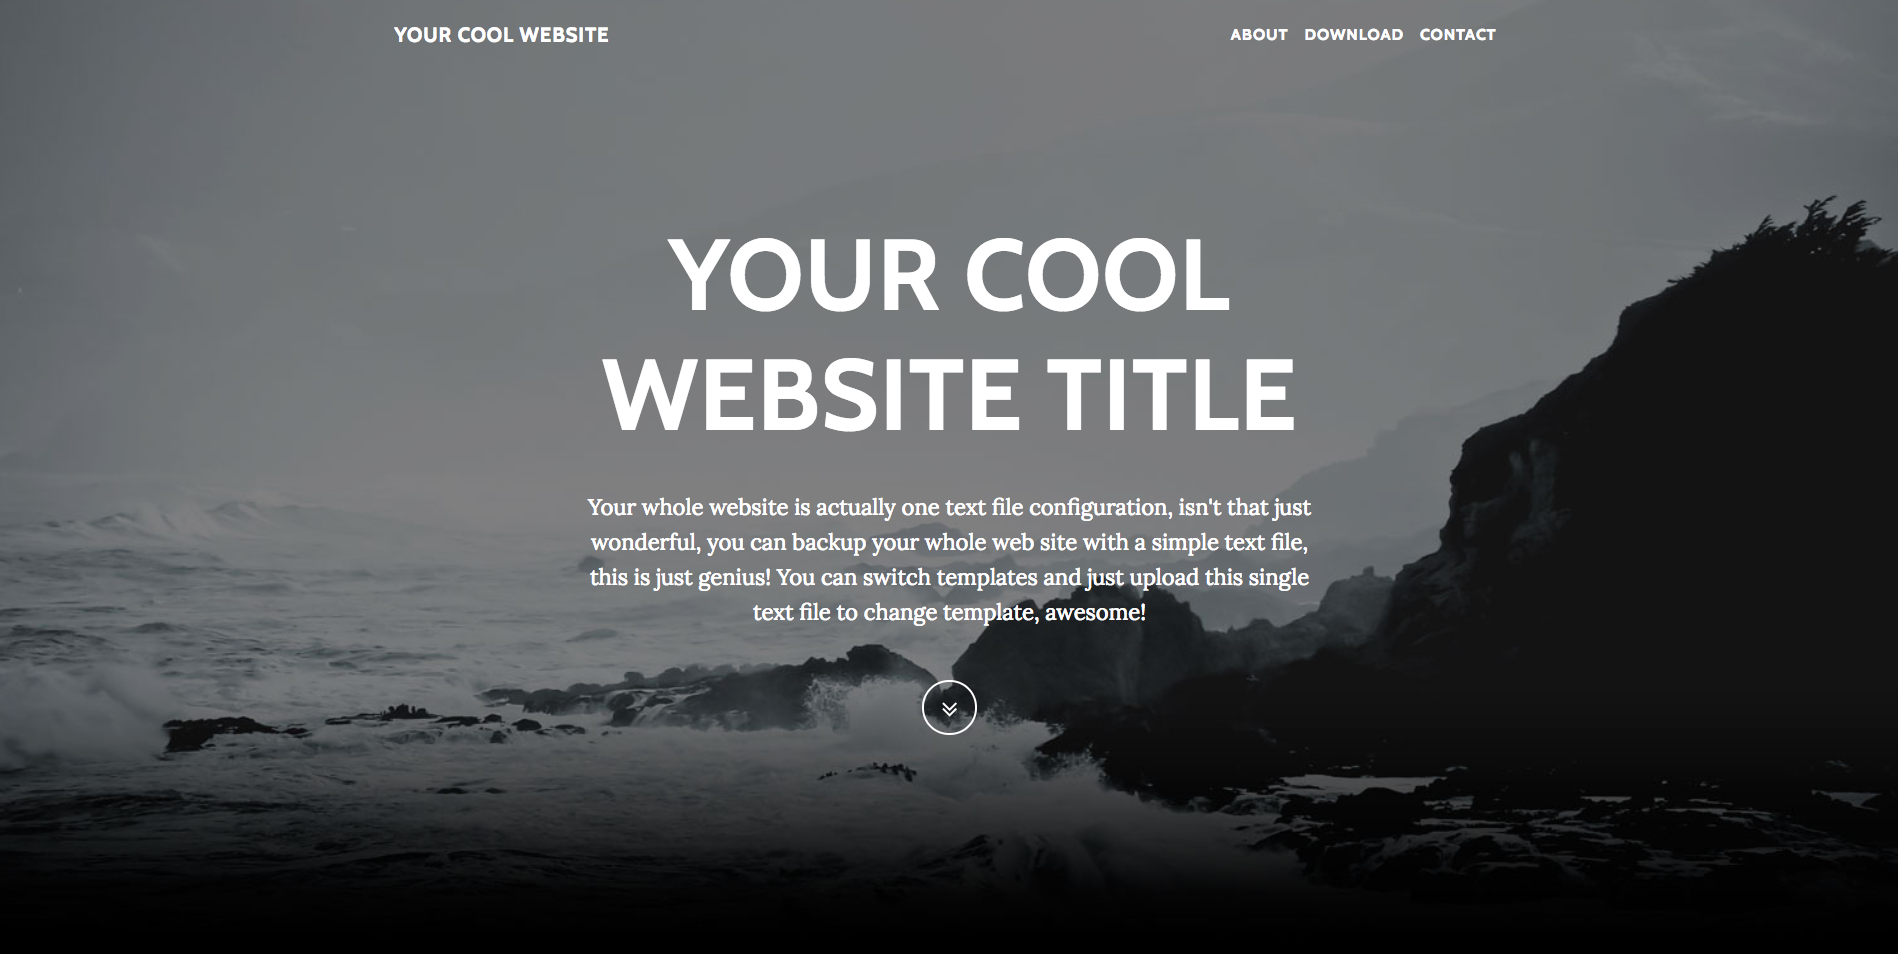 YOUR COOL WEBSITE
ABOUT DOWNLOAD CONTACT
YOUR COOL
WEBSITE TITLE
Your whole website is actually one text file configuration, isn't that just
wonderful, you can backup your whole web site with a simple text file,
this is just genius! You can switch templates and just upload this single
text file to change template, awesome!